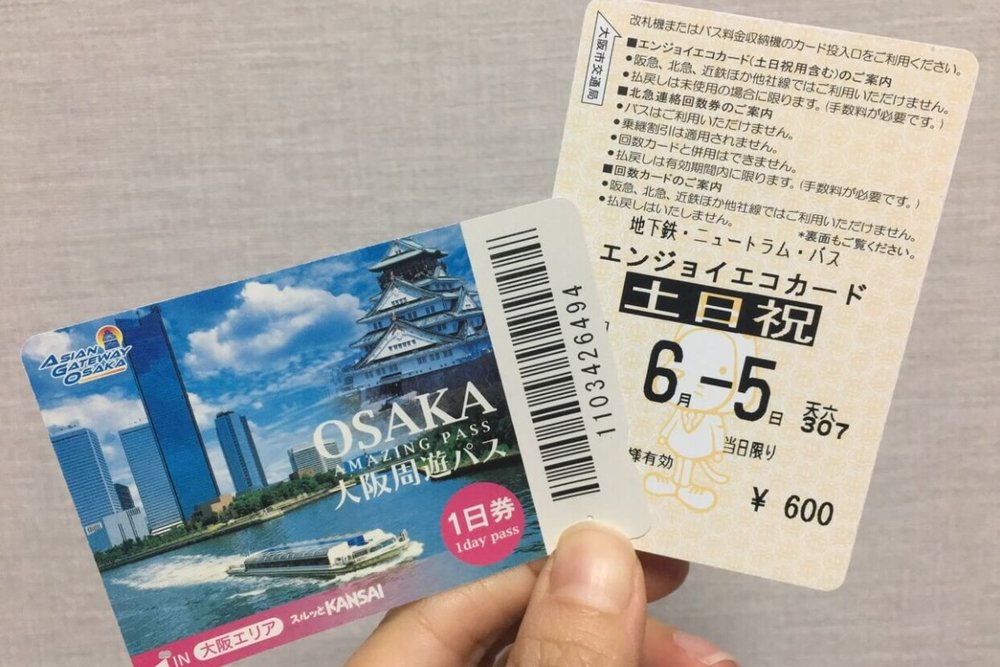 ASIAN
GATEWAY
OSAKA
OSAKA
AMAZING PASS
大阪周遊パス
1日券
1day pass
IN 大阪エリア スルッとKANSAI
1103426494
大阪市交通局
改札機またはバス料金収納機のカード投入口をご利用ください。
■エンジョイエコカード(土日祝用含む)のご案内
●阪急、北急、近鉄ほか他社線ではご利用いただけません。
●払戻しは未使用の場合に限ります。(手数料が必要です。)
■北急連絡回数券のご案内
●バスはご利用いただけません。
●乗継割引は適用されません。
●回数カードと併用はできません。
●払戻しは有効期間内に限ります。(手数料が必要です。)
■回数カードのご案内
●阪急、北急、近鉄ほか他社線ではご利用いただけません。
●払戻しはいたしません。
*裏面もご覧ください。
地下鉄・ニュートラム・バス
エンジョイエコカード
土日祝
6月-5日 天六
307
様有効 当日限り
¥ 600